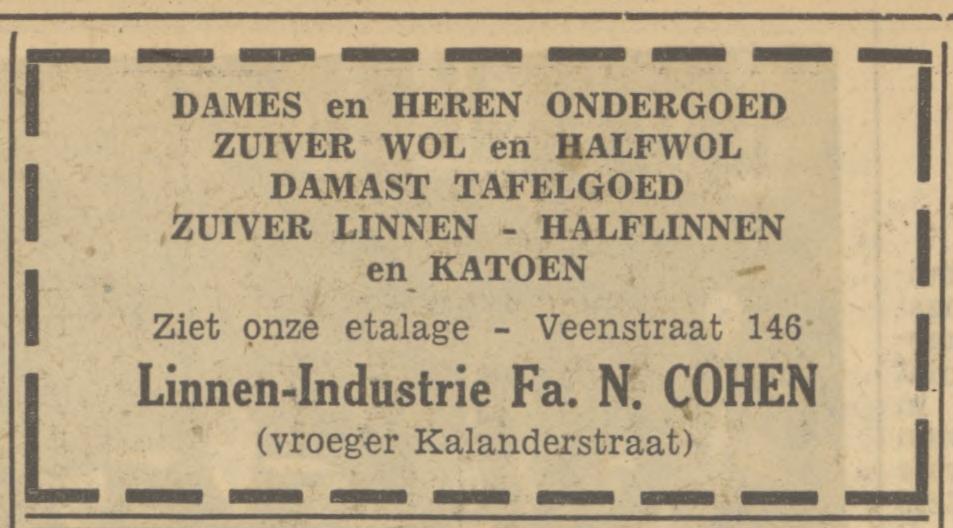 DAMES en HEREN ONDERGOED
ZUIVER WOL en HALFWOL
DAMAST TAFELGOED
ZUIVER LINNEN - HALFLINNEN
en KATOEN
Ziet onze etalage - Veenstraat 146
Linnen-Industrie Fa. N. COHEN
(vroeger Kalanderstraat)